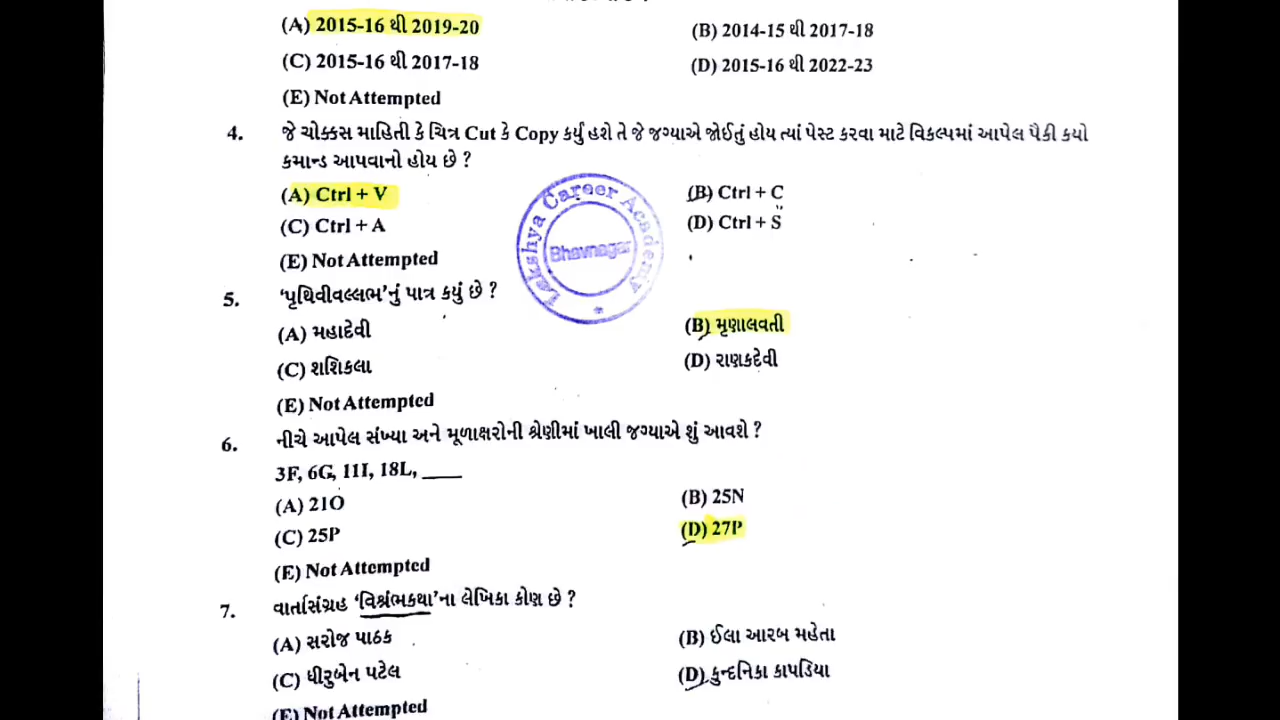 (A) 2015-16 થી 2019-20
(B) 2014-15 થી 2017-18
(C) 2015-16 થી 2017-18
(D) 2015-16 થી 2022-23
(E) Not Attempted
4. જે ચોક્કસ માહિતી કે ચિત્ર Cut કે Copy કર્યું હશે તે જે જગ્યાએ જોઈતું હોય ત્યાં પેસ્ટ કરવા માટે વિકલ્પમાં આપેલ પૈકી કયો
કમાન્ડ આપવાનો હોય છે ?
(A) Ctrl + V
(B) Ctrl + C
(C) Ctrl + A
(D) Ctrl + S
(E) Not Attempted
Lakshya Career Academy
Bhavnagar
5. 'પૃથિવીવલ્લભ'નું પાત્ર કયું છે ?
(A) મહાદેવી
(B) મૃણાલવતી
(C) શશિકલા
(D) રાણકદેવી
(E) Not Attempted
6. નીચે આપેલ સંખ્યા અને મૂળાક્ષરોની શ્રેણીમાં ખાલી જગ્યાએ શું આવશે ?
3F, 6G, 11I, 18L, ____
(A) 21O
(B) 25N
(C) 25P
(D) 27P
(E) Not Attempted
7. વાર્તાસંગ્રહ 'વિશ્રંભકથા'ના લેખિકા કોણ છે ?
(A) સરોજ પાઠક
(B) ઈલા આરબ મહેતા
(C) ધીરુબેન પટેલ
(D) કુન્દનિકા કાપડિયા
(E) Not Attempted